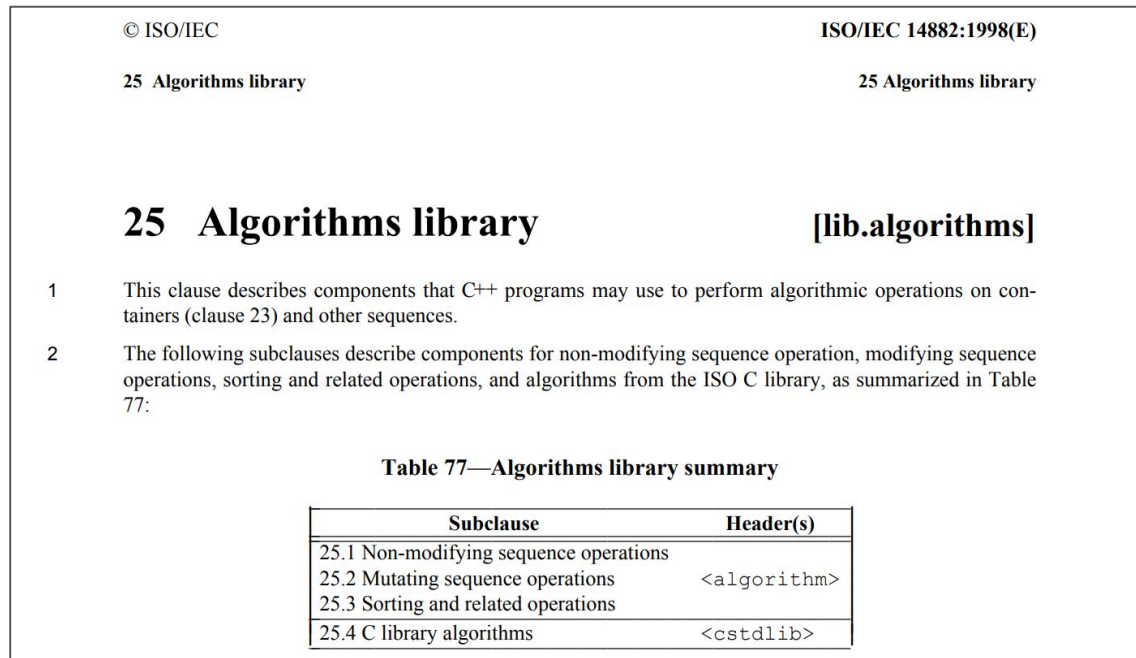 © ISO/IEC ISO/IEC 14882:1998(E)
25 Algorithms library 25 Algorithms library
25 Algorithms library [lib.algorithms]
1 This clause describes components that C++ programs may use to perform algorithmic operations on con-
tainers (clause 23) and other sequences.
2 The following subclauses describe components for non-modifying sequence operation, modifying sequence
operations, sorting and related operations, and algorithms from the ISO C library, as summarized in Table
77:
Table 77—Algorithms library summary
Subclause Header(s)
25.1 Non-modifying sequence operations
25.2 Mutating sequence operations <algorithm>
25.3 Sorting and related operations
25.4 C library algorithms <cstdlib>